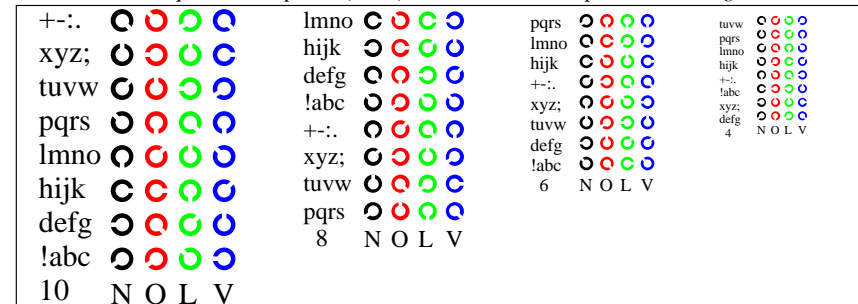 +-:.
xyz;
tuvw
pqrs
lmno
hijk
defg
!abc
10 N O L V
lmno
hijk
defg
!abc
+-:.
xyz;
tuvw
pqrs
8 N O L V
pqrs
lmno
hijk
+-:.
xyz;
tuvw
defg
!abc
6 N O L V
tuvw
pqrs
lmno
hijk
+-:.
!abc
xyz;
defg
4 N O L V